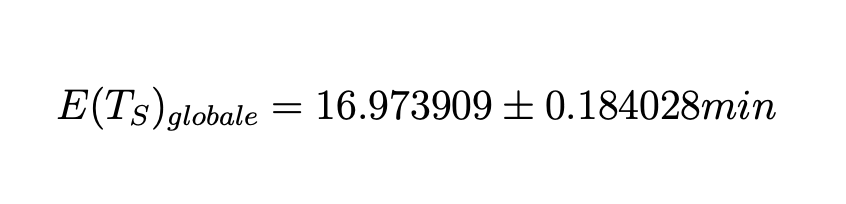 E(T_S)_{globale} = 16.973909 ± 0.184028min